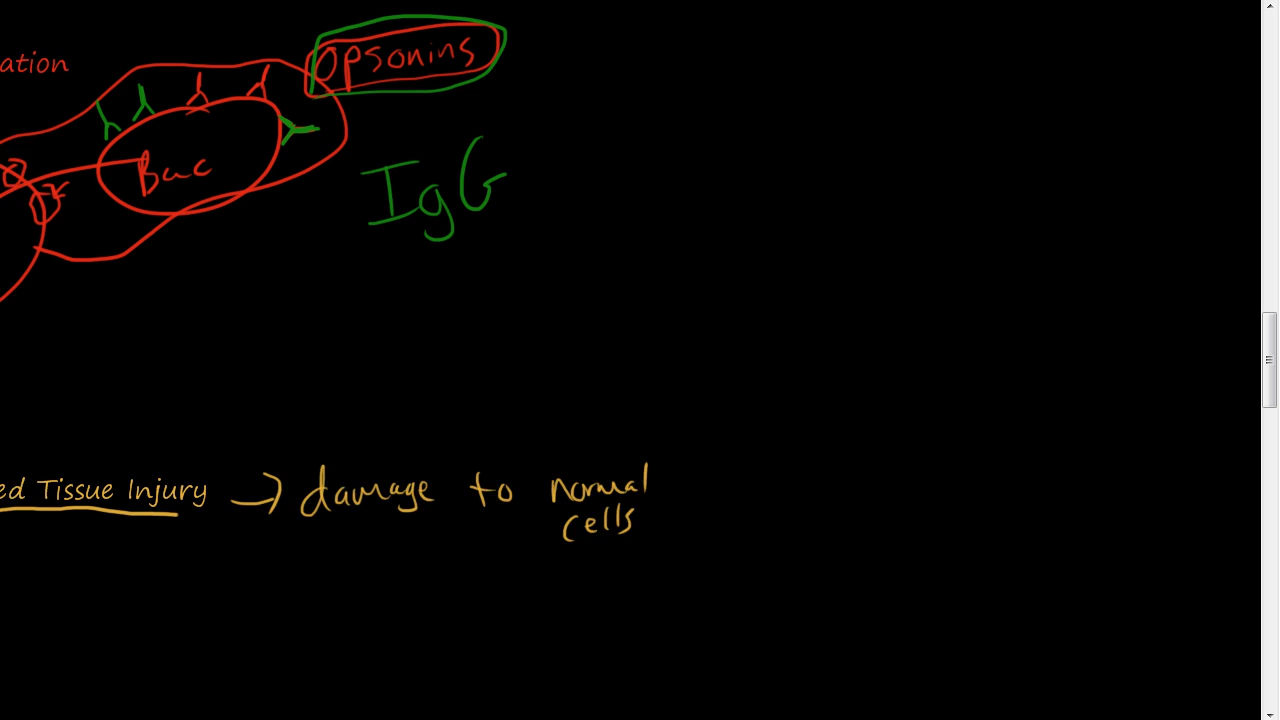 opsonins
ation
Bac
IgG
ed Tissue Injury → damage to normal
cells